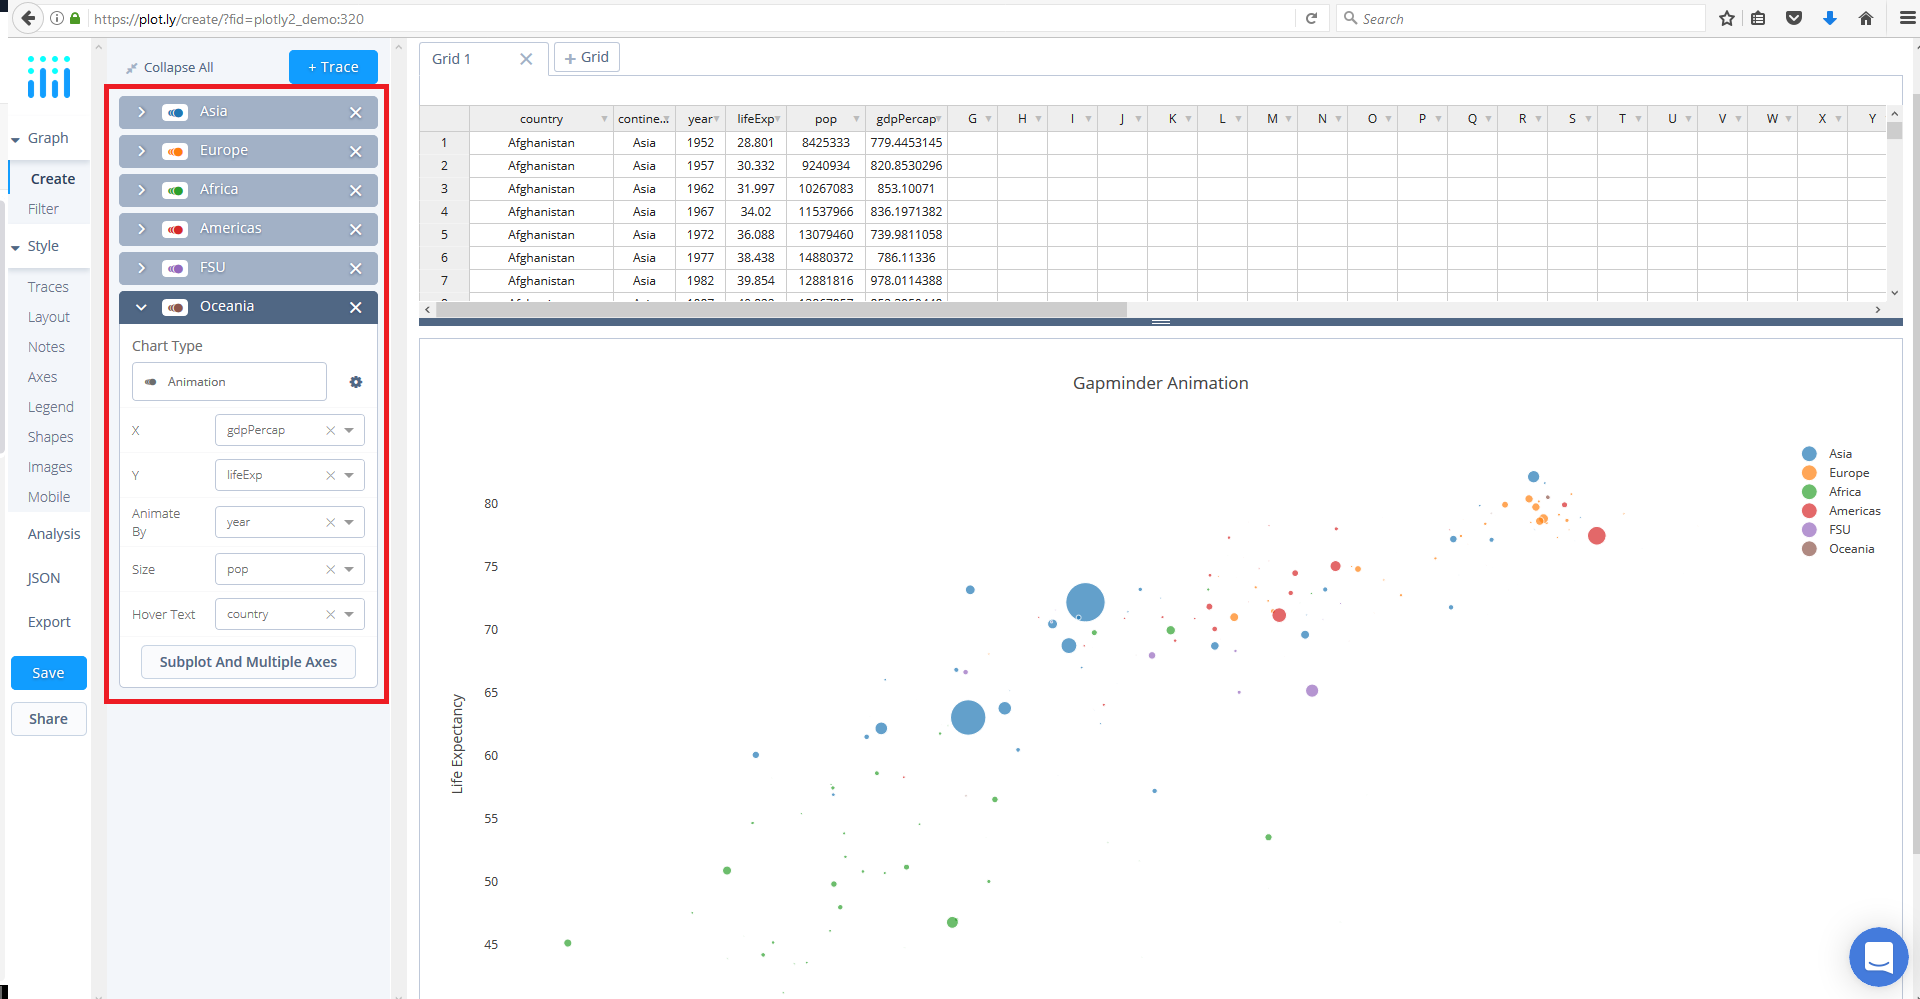 https://plot.ly/create/?fid=plotly2_demo:320
Search
Collapse All
+ Trace
Graph
Create
Filter
Style
Traces
Layout
Notes
Axes
Legend
Shapes
Images
Mobile
Analysis
JSON
Export
Save
Share
Asia
Europe
Africa
Americas
FSU
Oceania
Chart Type
Animation
X gdpPercap
Y lifeExp
Animate By year
Size pop
Hover Text country
Subplot And Multiple Axes
Grid 1
+ Grid
country contine... year lifeExp pop gdpPercap G H I J K L M N O P Q R S T U V W X Y
1 Afghanistan Asia 1952 28.801 8425333 779.4453145
2 Afghanistan Asia 1957 30.332 9240934 820.8530296
3 Afghanistan Asia 1962 31.997 10267083 853.10071
4 Afghanistan Asia 1967 34.02 11537966 836.1971382
5 Afghanistan Asia 1972 36.088 13079460 739.9811058
6 Afghanistan Asia 1977 38.438 14880372 786.11336
7 Afghanistan Asia 1982 39.854 12881816 978.0114388
Gapminder Animation
Life Expectancy
80
75
70
65
60
55
50
45
Asia
Europe
Africa
Americas
FSU
Oceania